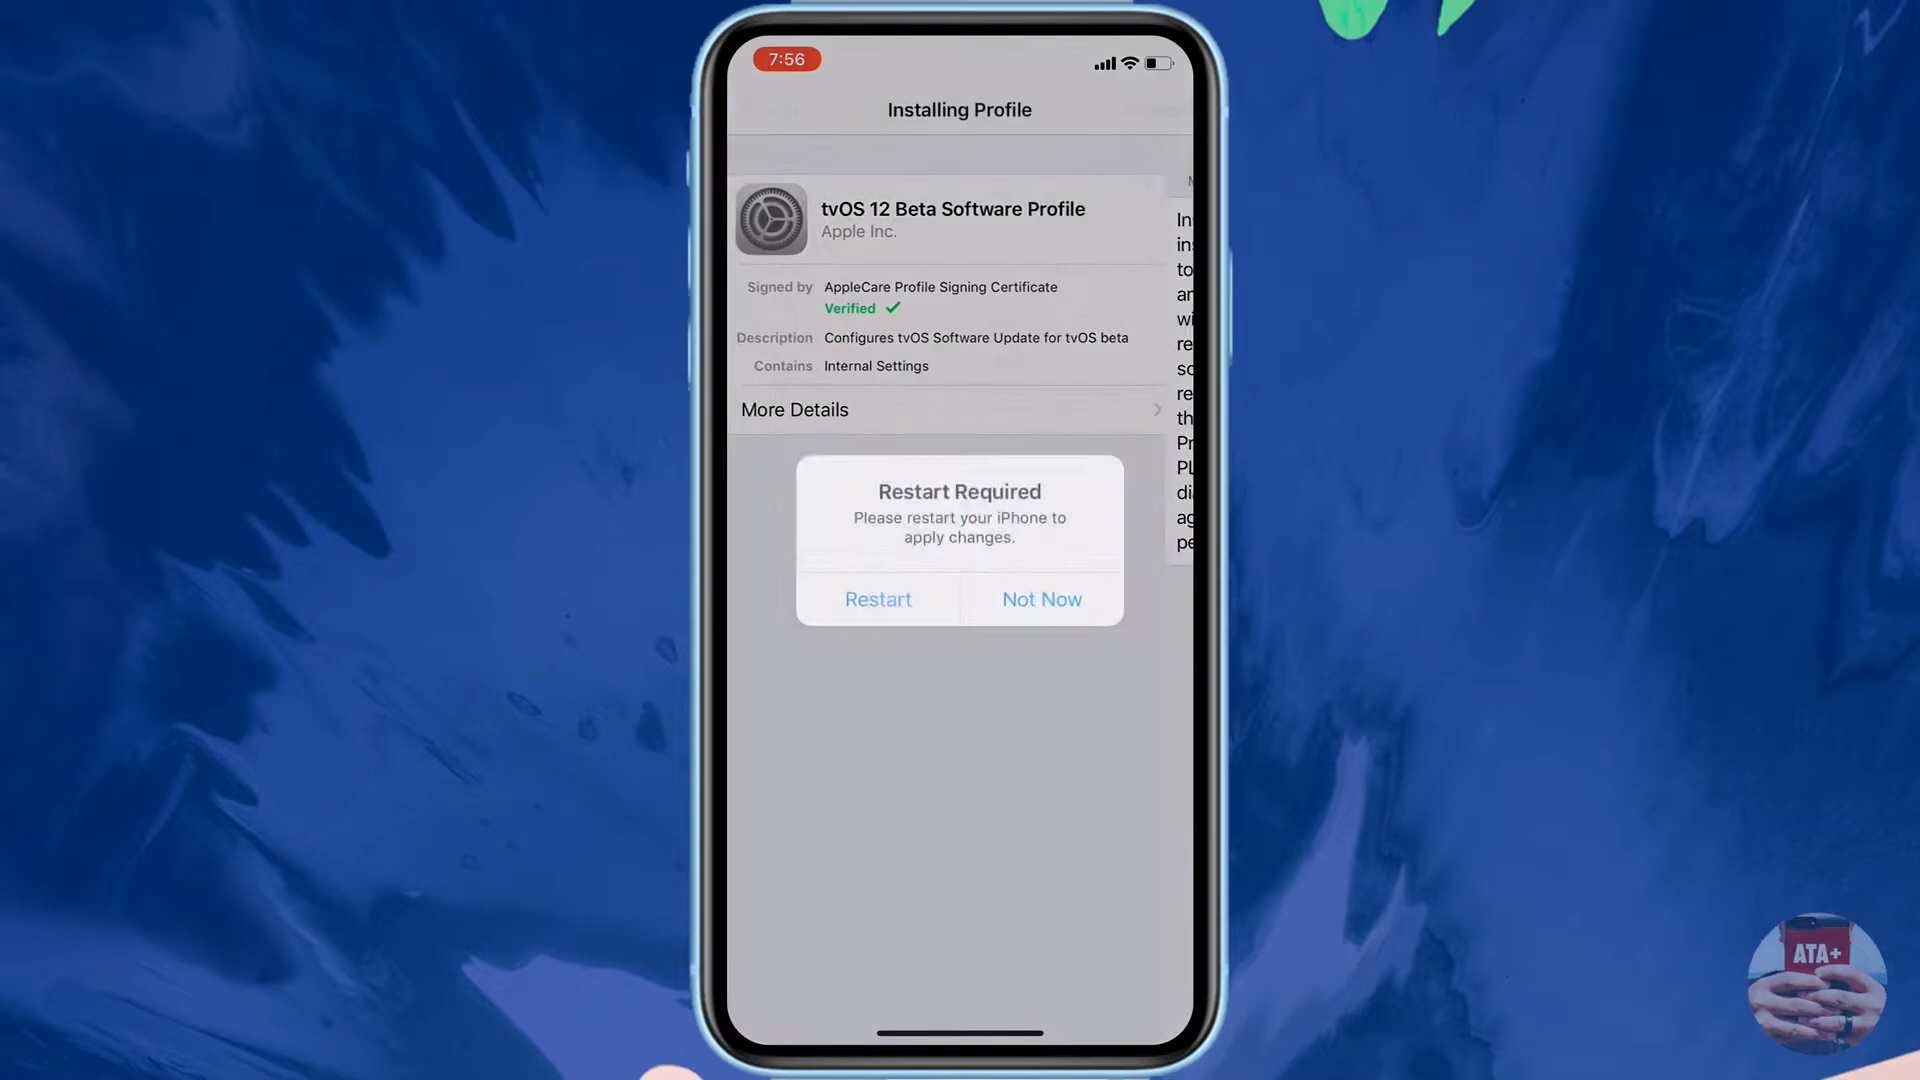 7:56
Installing Profile
tvOS 12 Beta Software Profile
Apple Inc.
Signed by AppleCare Profile Signing Certificate
Verified
Description Configures tvOS Software Update for tvOS beta
Contains Internal Settings
More Details
Restart Required
Please restart your iPhone to
apply changes.
Restart Not Now
ATA+